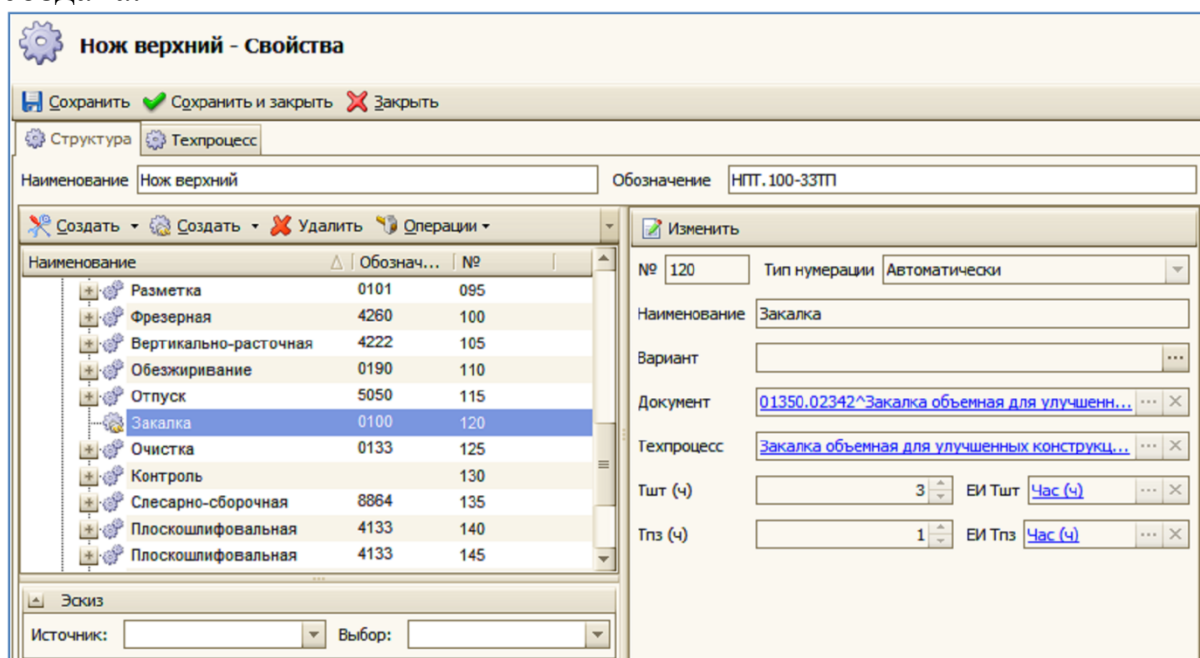 Нож верхний - Свойства
Сохранить Сохранить и закрыть Закрыть
Структура Техпроцесс
Наименование Нож верхний Обозначение НПТ.100-33ТП
Создать Создать Удалить Операции
Изменить
Наименование Обознач... №
Разметка 0101 095
Фрезерная 4260 100
Вертикально-расточная 4222 105
Обезжиривание 0190 110
Отпуск 5050 115
Закалка 0100 120
Очистка 0133 125
Контроль 130
Слесарно-сборочная 8864 135
Плоскошлифовальная 4133 140
Плоскошлифовальная 4133 145
Эскиз
Источник: Выбор:
№ 120 Тип нумерации Автоматически
Наименование Закалка
Вариант ...
Документ 01350.02342^Закалка объемная для улучшенн... ...
Техпроцесс Закалка объемная для улучшенных конструкц... ...
Тшт (ч) 3 ЕИ Тшт Час (ч) ...
Тпз (ч) 1 ЕИ Тпз Час (ч) ...